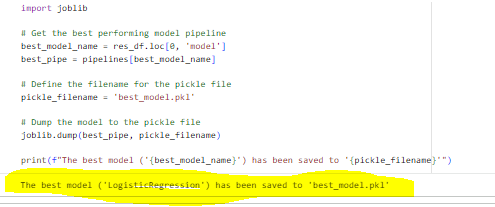 import joblib
# Get the best performing model pipeline
best_model_name = res_df.loc[0, 'model']
best_pipe = pipelines[best_model_name]
# Define the filename for the pickle file
pickle_filename = 'best_model.pkl'
# Dump the model to the pickle file
joblib.dump(best_pipe, pickle_filename)
print(f"The best model ('{best_model_name}') has been saved to '{pickle_filename}'")
The best model ('LogisticRegression') has been saved to 'best_model.pkl'